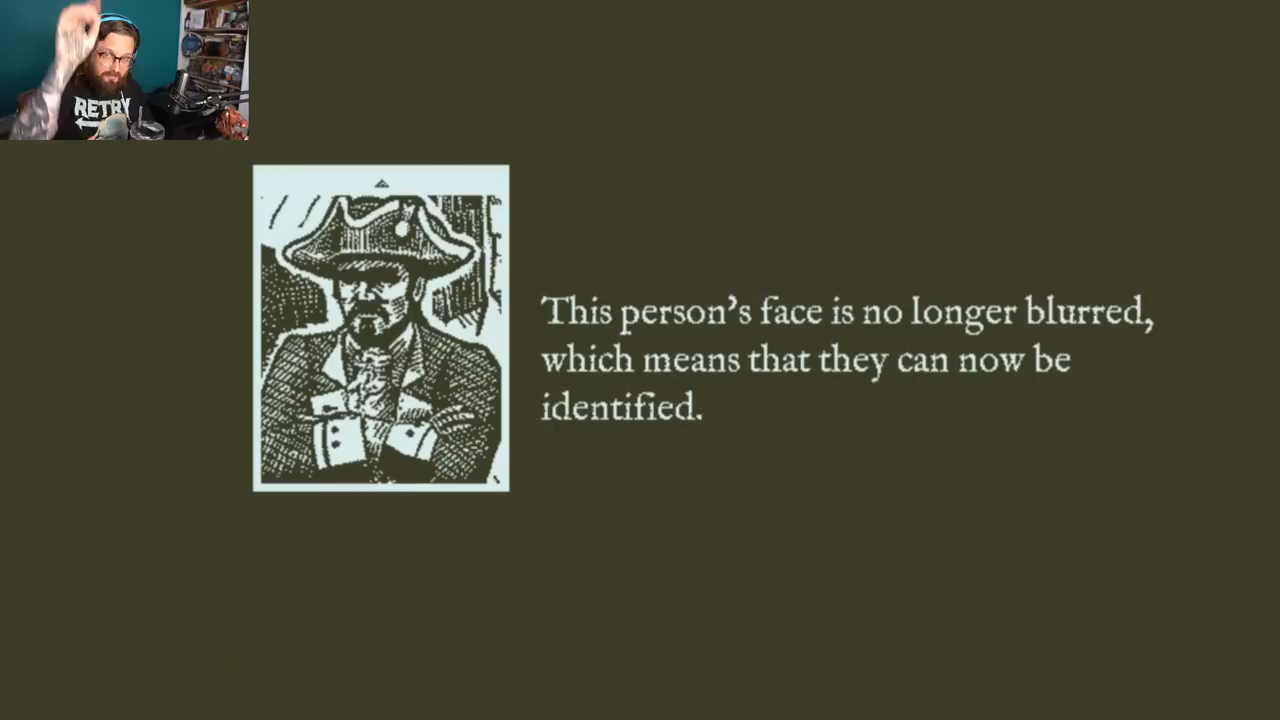 RETRY
This person's face is no longer blurred,
which means that they can now be
identified.